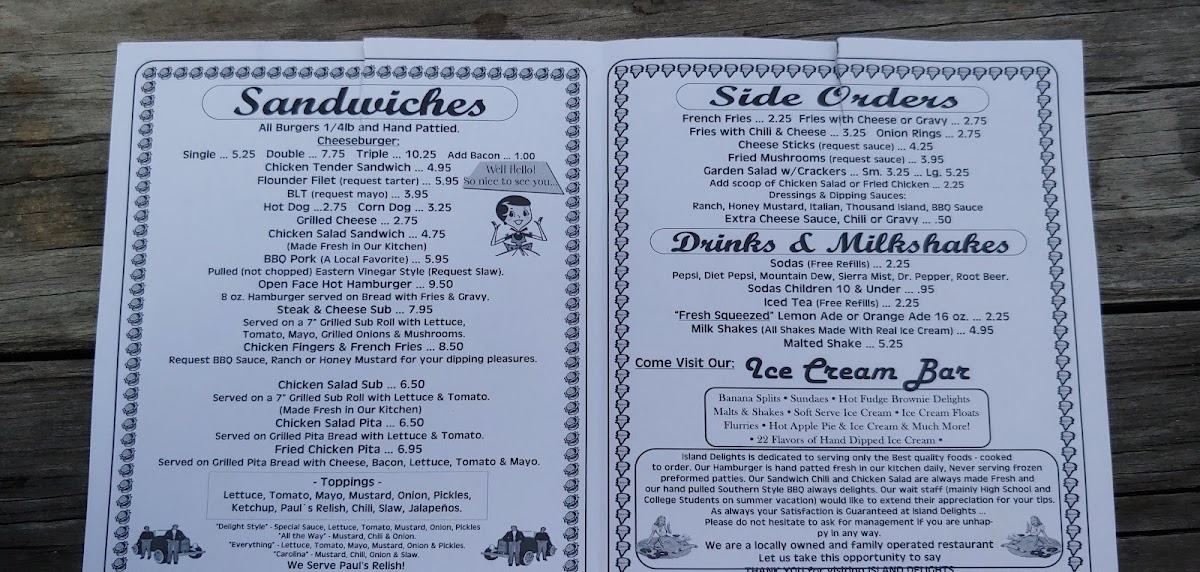 Sandwiches
All Burgers 1/4lb and Hand Pattied.
Cheeseburger:
Single ... 5.25 Double ... 7.75 Triple ... 10.25 Add Bacon ... 1.00
Chicken Tender Sandwich ... 4.95
Flounder Filet (request tarter) ... 5.95
BLT (request mayo) ... 3.95
Hot Dog ...2.75 Corn Dog ... 3.25
Grilled Cheese ... 2.75
Chicken Salad Sandwich ... 4.75
(Made Fresh in Our Kitchen)
BBQ Pork (A Local Favorite) ... 5.95
Pulled (not chopped) Eastern Vinegar Style (Request Slaw).
Open Face Hot Hamburger ... 9.50
8 oz. Hamburger served on Bread with Fries & Gravy.
Steak & Cheese Sub ... 7.95
Served on a 7" Grilled Sub Roll with Lettuce,
Tomato, Mayo, Grilled Onions & Mushrooms.
Chicken Fingers & French Fries ... 8.50
Request BBQ Sauce, Ranch or Honey Mustard for your dipping pleasures.
Chicken Salad Sub ... 6.50
Served on a 7" Grilled Sub Roll with Lettuce & Tomato.
(Made Fresh in Our Kitchen)
Chicken Salad Pita ... 6.50
Served on Grilled Pita Bread with Lettuce & Tomato.
Fried Chicken Pita ... 6.95
Served on Grilled Pita Bread with Cheese, Bacon, Lettuce, Tomato & Mayo.
- Toppings -
Lettuce, Tomato, Mayo, Mustard, Onion, Pickles,
Ketchup, Paul´s Relish, Chili, Slaw, Jalapeños.
"Delight Style" - Special Sauce, Lettuce, Tomato, Mustard, Onion, Pickles
"All the Way" - Mustard, Chili & Onion.
"Everything" - Lettuce, Tomato, Mayo, Mustard, Onion & Pickles.
"Carolina" - Mustard, Chili, Onion & Slaw.
We Serve Paul's Relish!
Well Hello!
So nice to see you...
Side Orders
French Fries ... 2.25 Fries with Cheese or Gravy ... 2.75
Fries with Chili & Cheese ... 3.25 Onion Rings ... 2.75
Cheese Sticks (request sauce) ... 4.25
Fried Mushrooms (request sauce) ... 3.95
Garden Salad w/Crackers ... Sm. 3.25 ... Lg. 5.25
Add scoop of Chicken Salad or Fried Chicken ... 2.25
Dressings & Dipping Sauces:
Ranch, Honey Mustard, Italian, Thousand Island, BBQ Sauce
Extra Cheese Sauce, Chili or Gravy ... .50
Drinks & Milkshakes
Sodas (Free Refills) ... 2.25
Pepsi, Diet Pepsi, Mountain Dew, Sierra Mist, Dr. Pepper, Root Beer.
Sodas Children 10 & Under ... .95
Iced Tea (Free Refills) ... 2.25
"Fresh Squeezed" Lemon Ade or Orange Ade 16 oz. ... 2.25
Milk Shakes (All Shakes Made With Real Ice Cream) ... 4.95
Malted Shake ... 5.25
Come Visit Our: Ice Cream Bar
Banana Splits • Sundaes • Hot Fudge Brownie Delights
Malts & Shakes • Soft Serve Ice Cream • Ice Cream Floats
Flurries • Hot Apple Pie & Ice Cream & Much More!
• 22 Flavors of Hand Dipped Ice Cream •
Island Delights is dedicated to serving only the Best quality foods - cooked
to order. Our Hamburger is hand patted fresh in our kitchen daily, Never serving frozen
preformed patties. Our Sandwich Chili and Chicken Salad are always made Fresh and
our hand pulled Southern Style BBQ always delights. Our wait staff (mainly High School and
College Students on summer vacation) would like to extend their appreciation for your tips.
As always your Satisfaction is Guaranteed at Island Delights ...
Please do not hesitate to ask for management if you are unhap-
py in any way.
We are a locally owned and family operated restaurant
Let us take this opportunity to say
THANK YOU for visiting ISLAND DELIGHTS